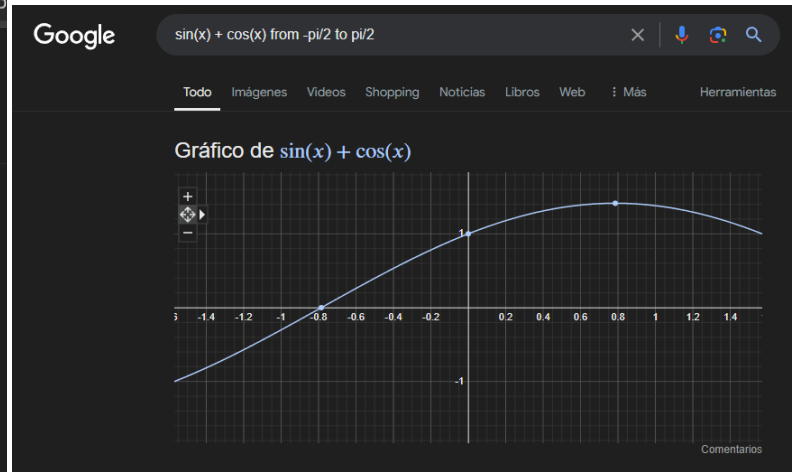 Google
sin(x) + cos(x) from -pi/2 to pi/2
Todo Imágenes Videos Shopping Noticias Libros Web Más Herramientas
Gráfico de sin(x) + cos(x)
1
-1.4 -1.2 -1 -0.8 -0.6 -0.4 -0.2 0.2 0.4 0.6 0.8 1 1.2 1.4
-1
Comentarios